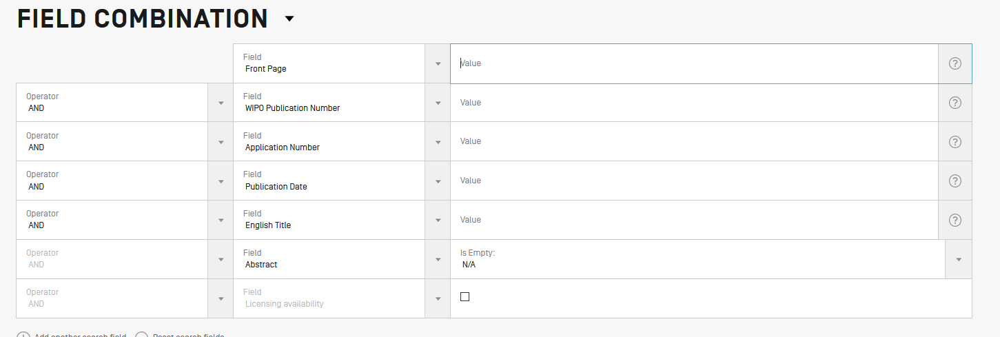 FIELD COMBINATION
Field
Front Page
Value
?
Operator
AND
Field
WIPO Publication Number
Value
?
Operator
AND
Field
Application Number
Value
?
Operator
AND
Field
Publication Date
Value
?
Operator
AND
Field
English Title
Value
?
Operator
AND
Field
Abstract
Is Empty:
N/A
Operator
AND
Field
Licensing availability
Add another search field
Reset search fields